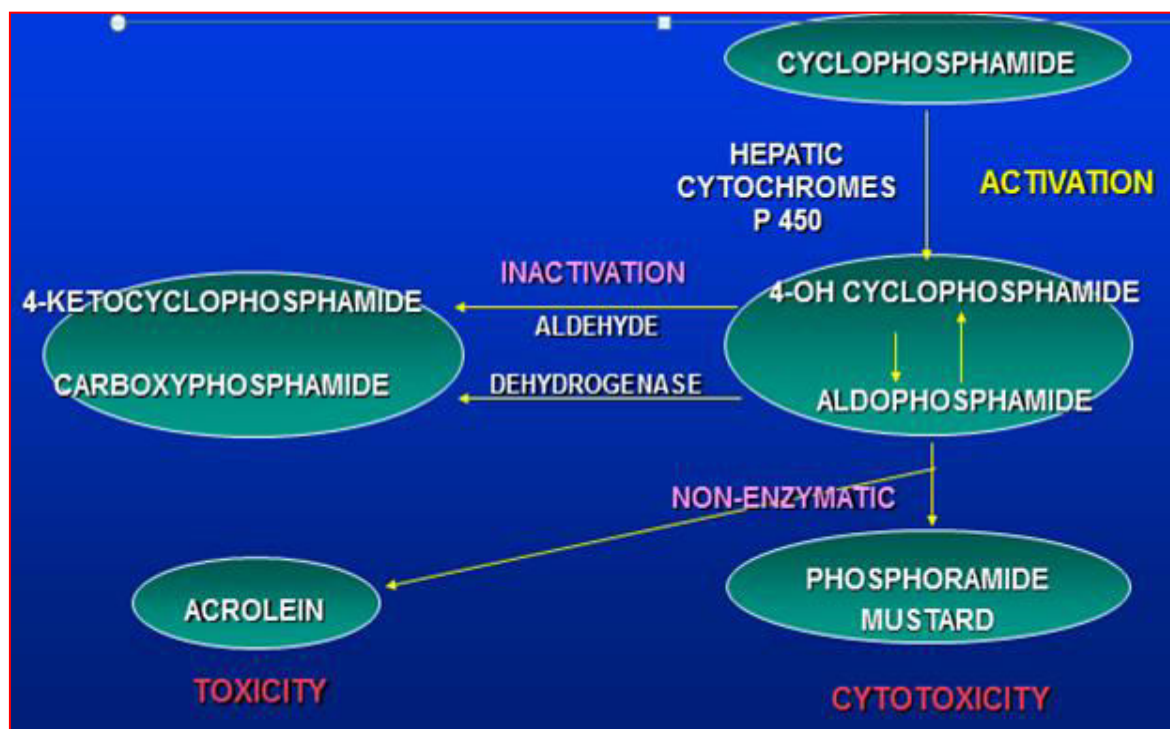 CYCLOPHOSPHAMIDE
HEPATIC
CYTOCHROMES
P 450
ACTIVATION
INACTIVATION
4-KETOCYCLOPHOSPHAMIDE
4-OH CYCLOPHOSPHAMIDE
ALDEHYDE
CARBOXYPHOSPHAMIDE
DEHYDROGENASE
ALDOPHOSPHAMIDE
NON-ENZYMATIC
ACROLEIN
PHOSPHORAMIDE
MUSTARD
TOXICITY
CYTOTOXICITY